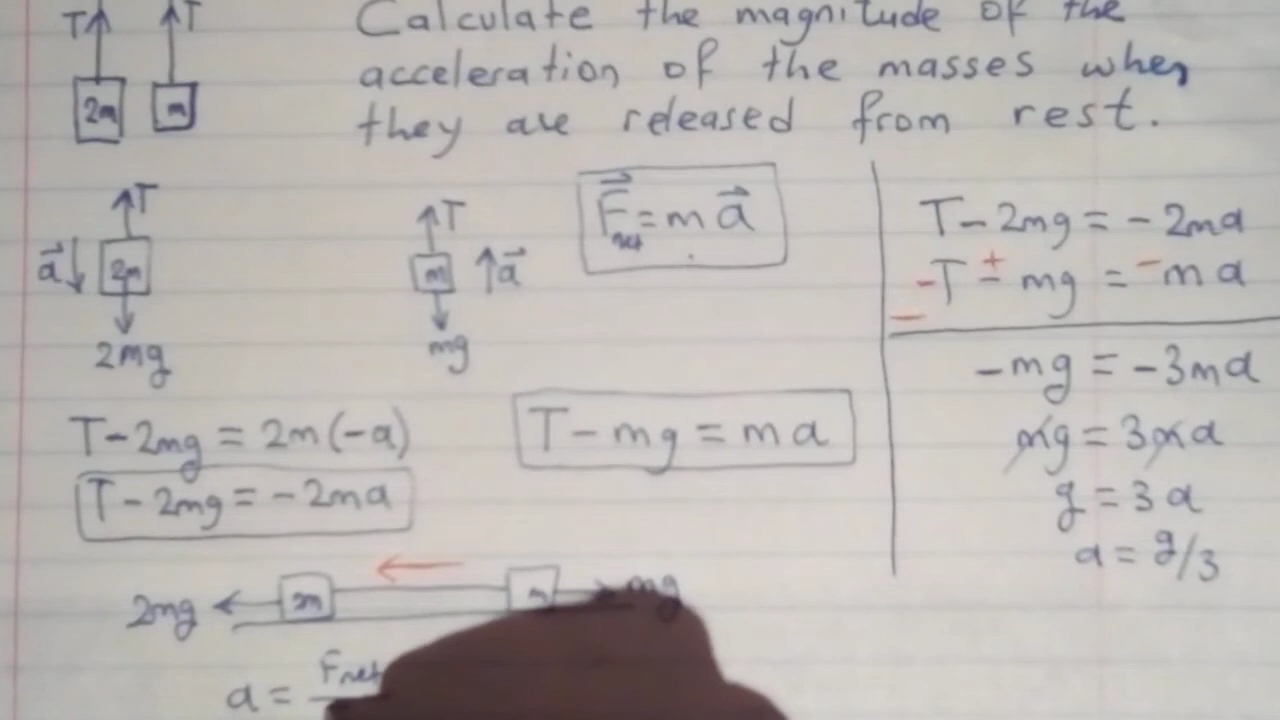 T T
2m m
Calculate the magnitude of the
acceleration of the masses when
they are released from rest.
T
a⃗ 2m
2mg
T
m a⃗
mg
F⃗net = m a⃗
T - 2mg = 2m(-a)
T - 2mg = -2ma
T - mg = ma
T - 2mg = -2ma
-T ± mg = -ma
-mg = -3ma
mg = 3ma
g = 3a
a = g/3
2mg 2m m mg
a = Fnet